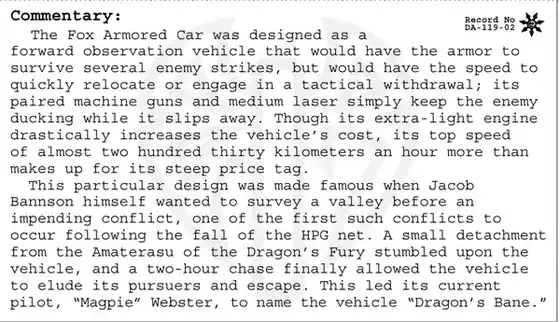 Commentary:
Record No
DA-119-02
The Fox Armored Car was designed as a
forward observation vehicle that would have the armor to
survive several enemy strikes, but would have the speed to
quickly relocate or engage in a tactical withdrawal; its
paired machine guns and medium laser simply keep the enemy
ducking while it slips away. Though its extra-light engine
drastically increases the vehicle's cost, its top speed
of almost two hundred thirty kilometers an hour more than
makes up for its steep price tag.
This particular design was made famous when Jacob
Bannson himself wanted to survey a valley before an
impending conflict, one of the first such conflicts to
occur following the fall of the HPG net. A small detachment
from the Amaterasu of the Dragon's Fury stumbled upon the
vehicle, and a two-hour chase finally allowed the vehicle
to elude its pursuers and escape. This led its current
pilot, “Magpie” Webster, to name the vehicle “Dragon's Bane.”